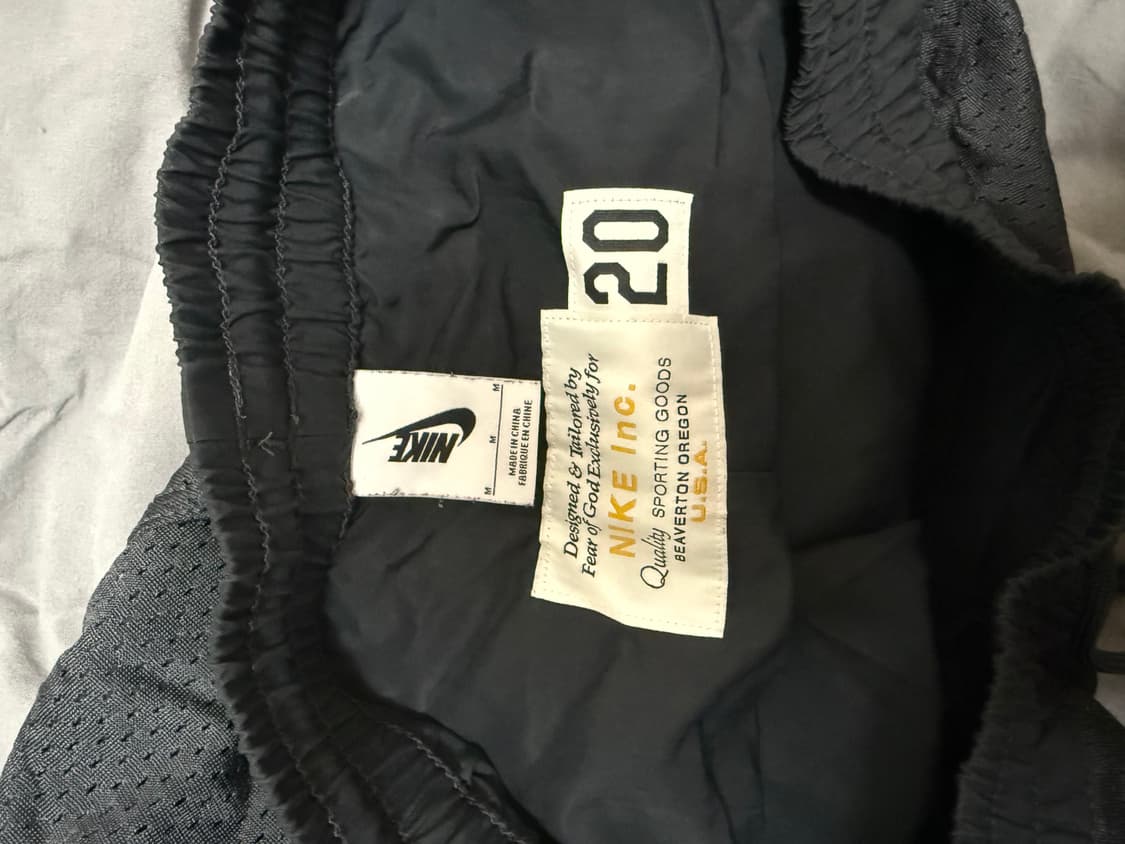 20
Designed & Tailored by
Fear of God Exclusively for
NIKE Inc.
Quality SPORTING GOODS
BEAVERTON OREGON
U.S.A.
NIKE
M M M
MADE IN CHINA
FABRIQUE EN CHINE